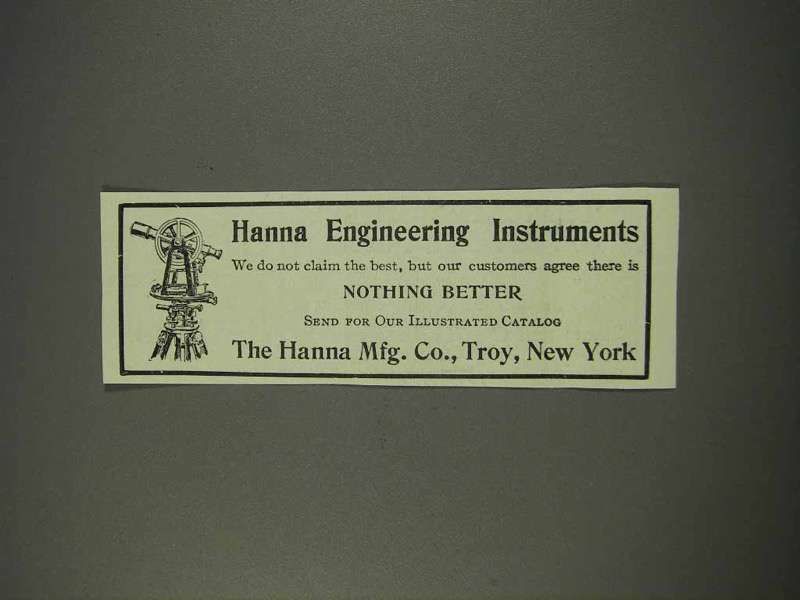 Hanna Engineering Instruments
We do not claim the best, but our customers agree there is
NOTHING BETTER
SEND FOR OUR ILLUSTRATED CATALOG
The Hanna Mfg. Co., Troy, New York